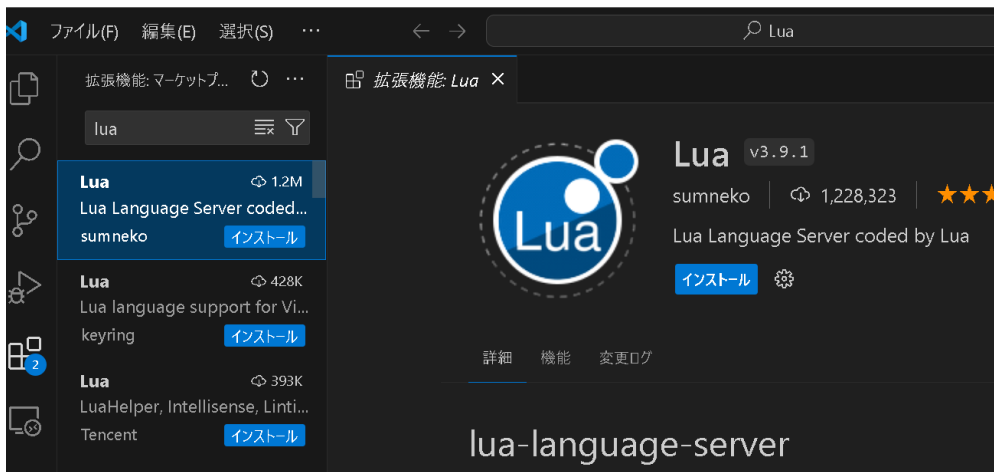 ファイル(F) 編集(E) 選択(S) ··· Lua
拡張機能: マーケットプ... ···
拡張機能: Lua
lua
Lua 1.2M
Lua Language Server coded...
sumneko インストール
Lua 428K
Lua language support for Vi...
keyring インストール
Lua 393K
LuaHelper, Intellisense, Linti...
Tencent インストール
2
Lua
Lua v3.9.1
sumneko 1,228,323
Lua Language Server coded by Lua
インストール
詳細 機能 変更ログ
lua-language-server